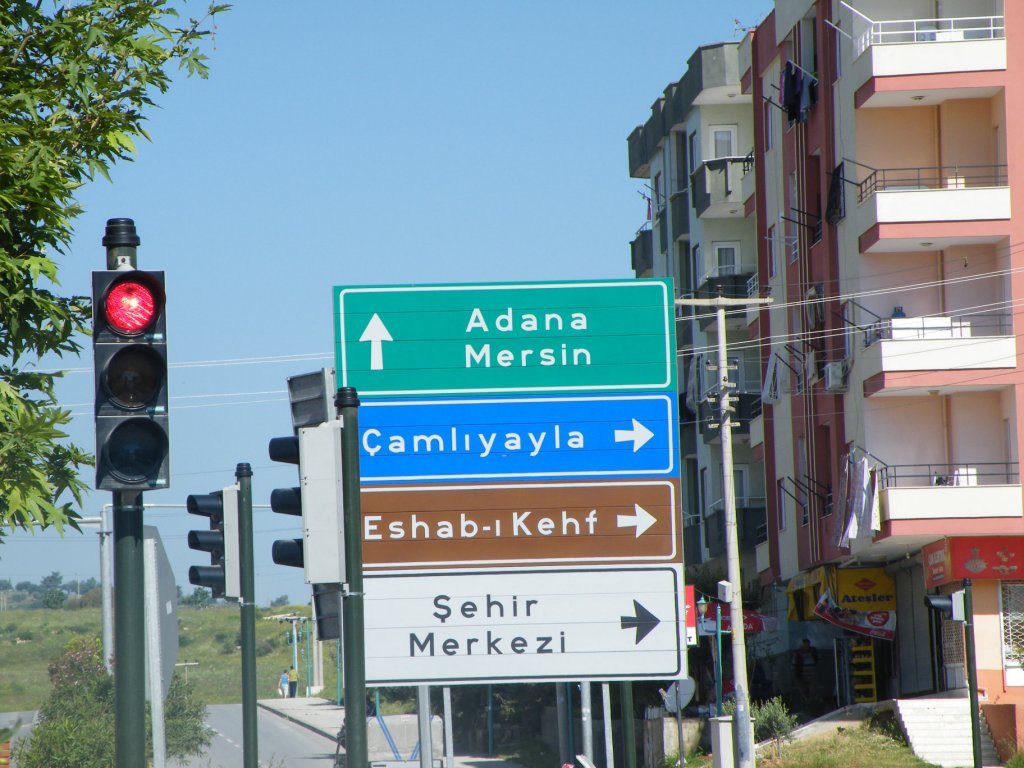 Adana
Mersin
Çamlıyayla
Eshab-ı Kehf
Şehir
Merkezi
Ateşler